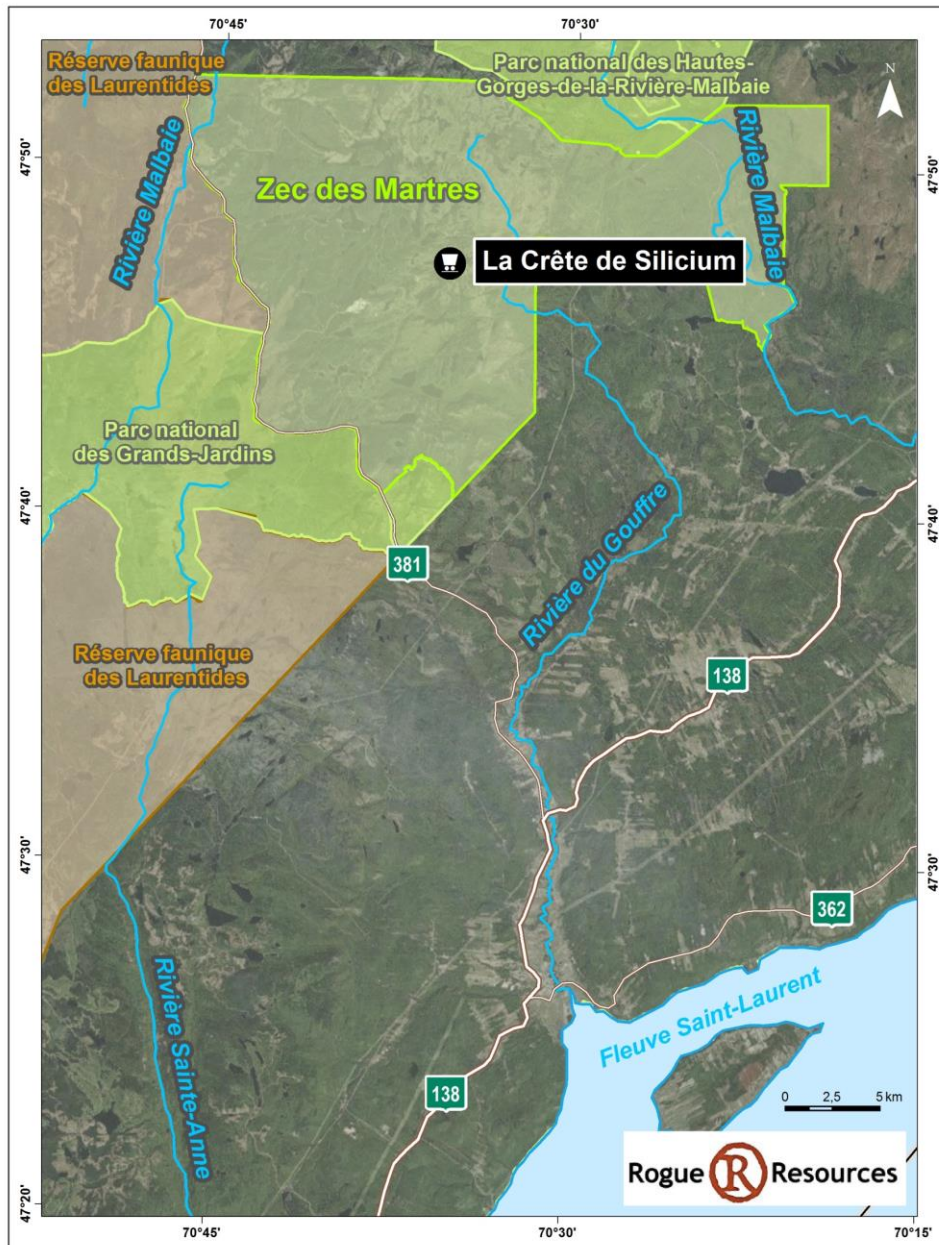 70°45'
70°30'
Réserve faunique
des Laurentides
Parc national des Hautes-
Gorges-de-la-Rivière-Malbaie
N
47°50'
47°50'
Rivière Malbaie
Zec des Martres
Rivière Malbaie
La Crête de Silicium
Parc national
des Grands-Jardins
47°40'
47°40'
381
Rivière du Gouffre
Réserve faunique
des Laurentides
138
47°30'
47°30'
362
Rivière Sainte-Anne
Fleuve Saint-Laurent
138
0 2,5 5 km
Rogue R Resources
47°20'
70°45'
70°30'
70°15'